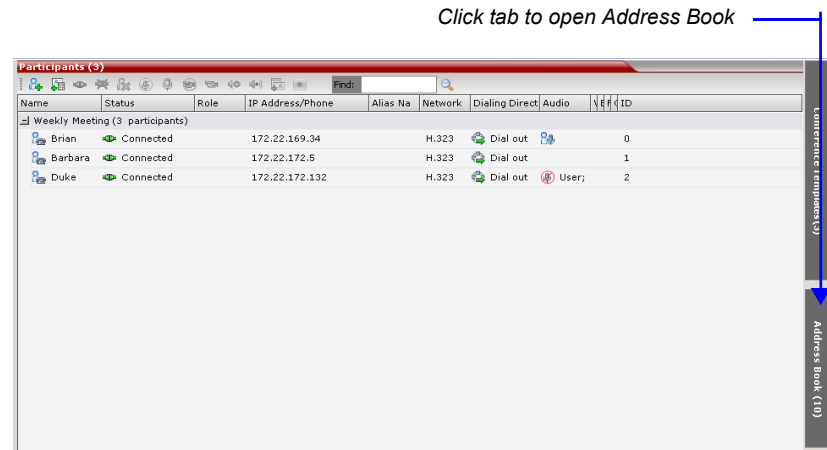 Click tab to open Address Book
Participants (3)
Find:
Name Status Role IP Address/Phone Alias Na Network Dialing Direct Audio ID
Weekly Meeting (3 participants)
Brian Connected 172.22.169.34 H.323 Dial out 0
Barbara Connected 172.22.172.5 H.323 Dial out 1
Duke Connected 172.22.172.132 H.323 Dial out User; 2
Conference Templates (3)
Address Book (10)